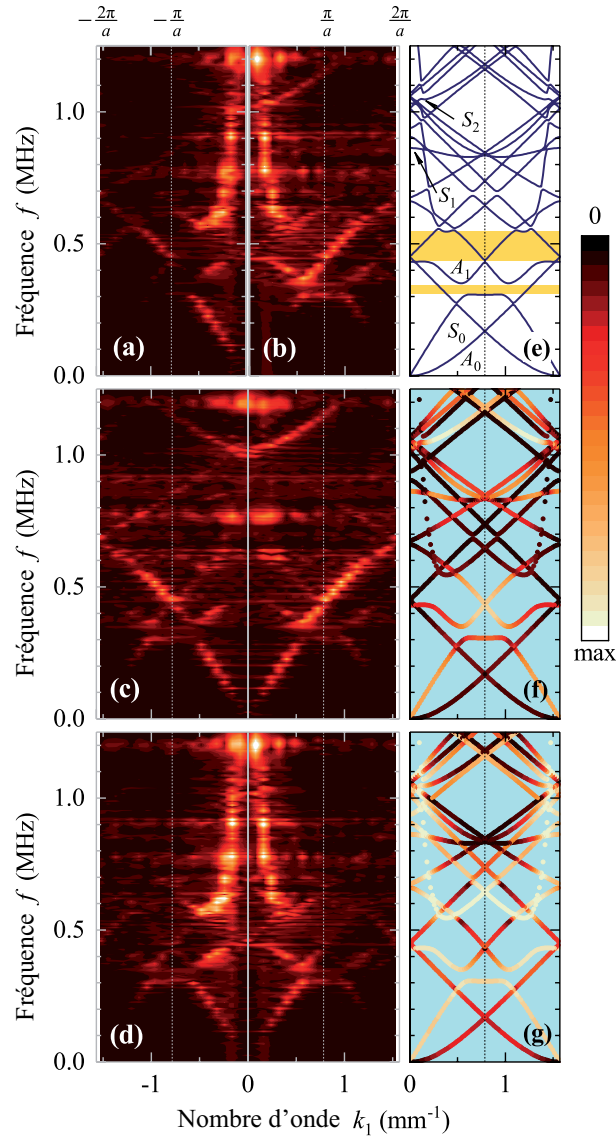 −2π/a −π/a π/a 2π/a
1.0
0.5
0.0
Fréquence f (MHz)
(a)
(b)
S2
S1
A1
S0
A0
(e)
0
max
1.0
0.5
0.0
Fréquence f (MHz)
(c)
(f)
1.0
0.5
0.0
Fréquence f (MHz)
(d)
(g)
-1 0 1 0 1
Nombre d'onde k1 (mm-1)